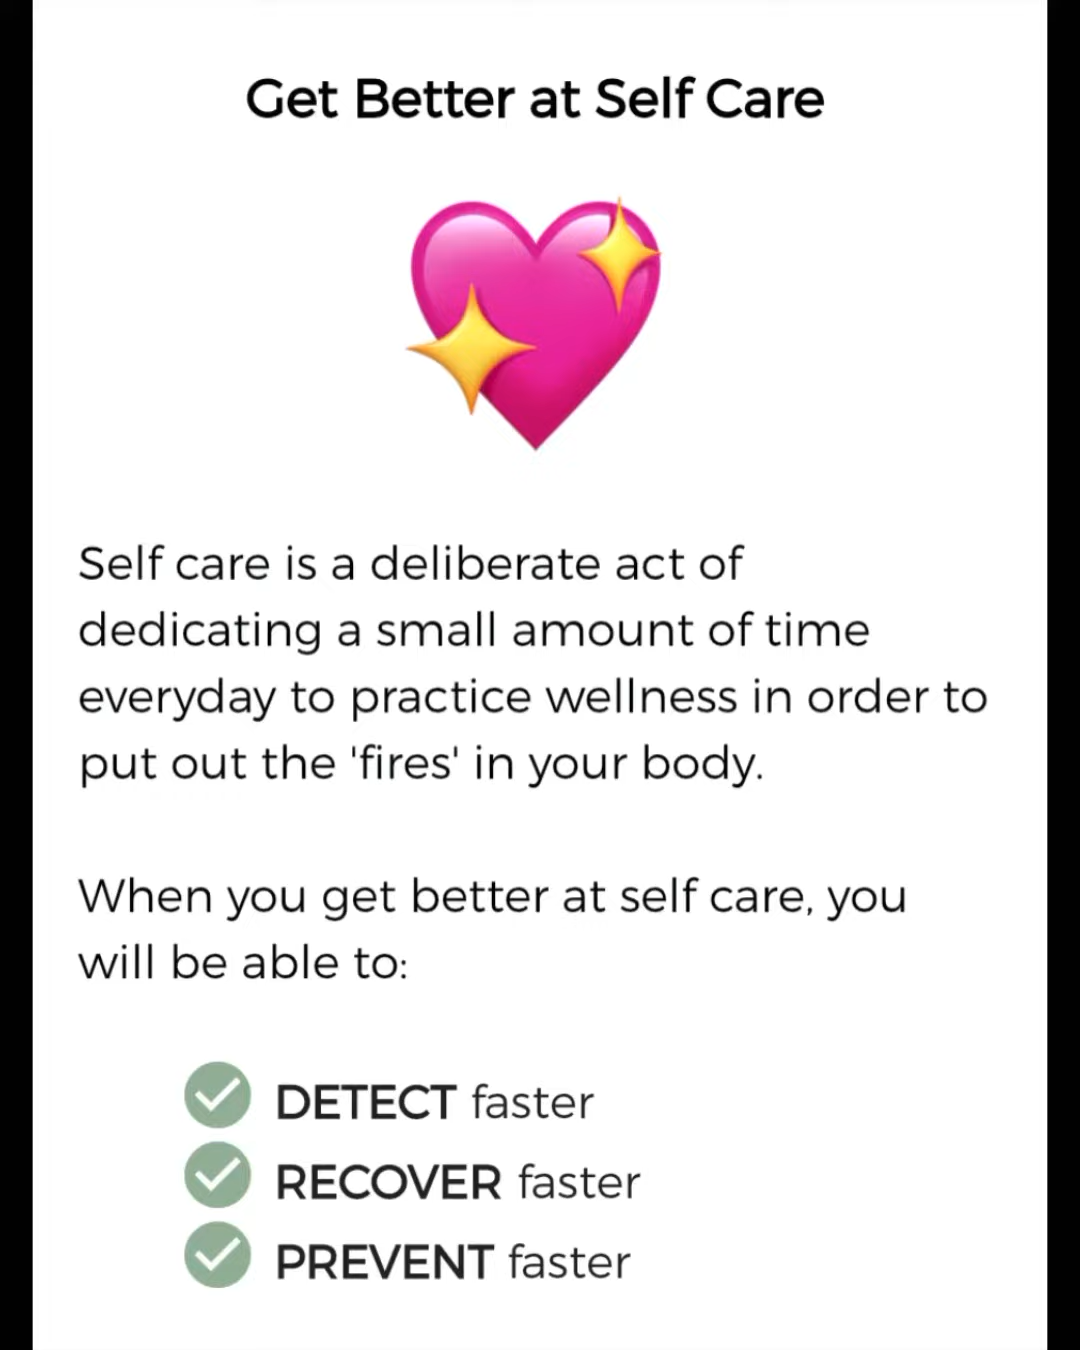 Get Better at Self Care
Self care is a deliberate act of
dedicating a small amount of time
everyday to practice wellness in order to
put out the 'fires' in your body.
When you get better at self care, you
will be able to:
DETECT faster
RECOVER faster
PREVENT faster